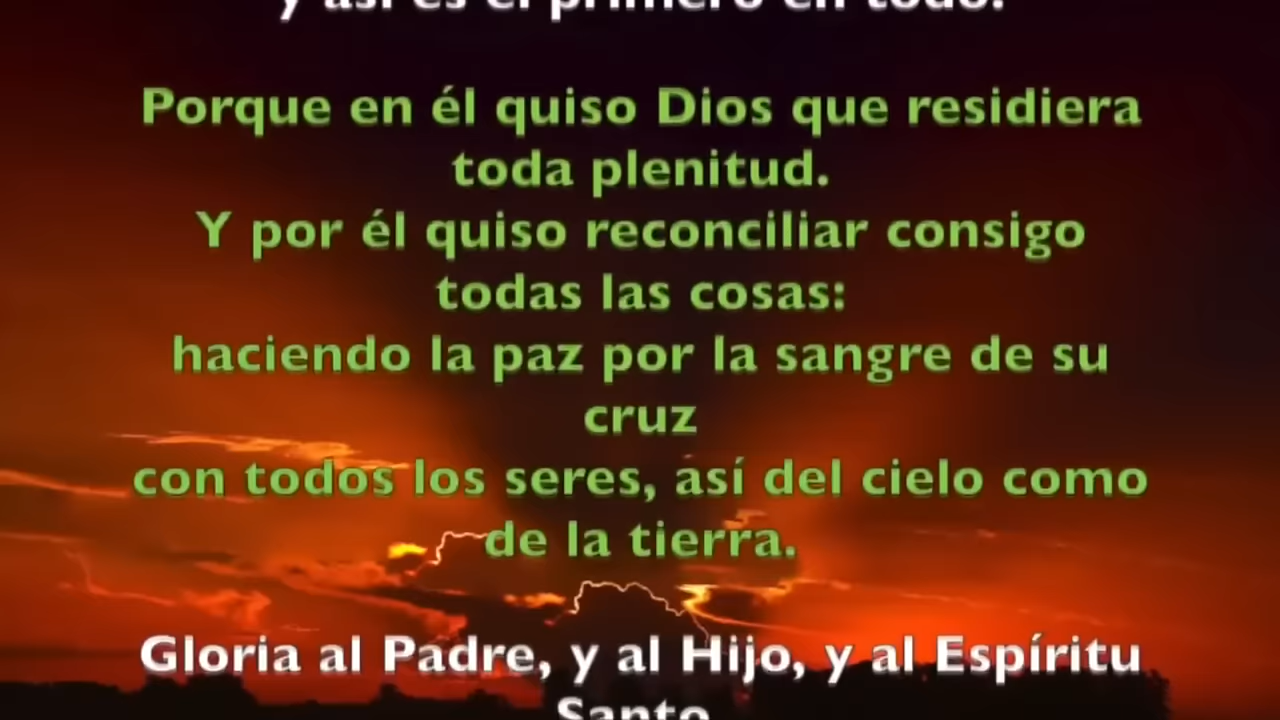 y así es el primero en todo.
Porque en él quiso Dios que residiera
toda plenitud.
Y por él quiso reconciliar consigo
todas las cosas:
haciendo la paz por la sangre de su
cruz
con todos los seres, así del cielo como
de la tierra.
Gloria al Padre, y al Hijo, y al Espíritu
Santo.